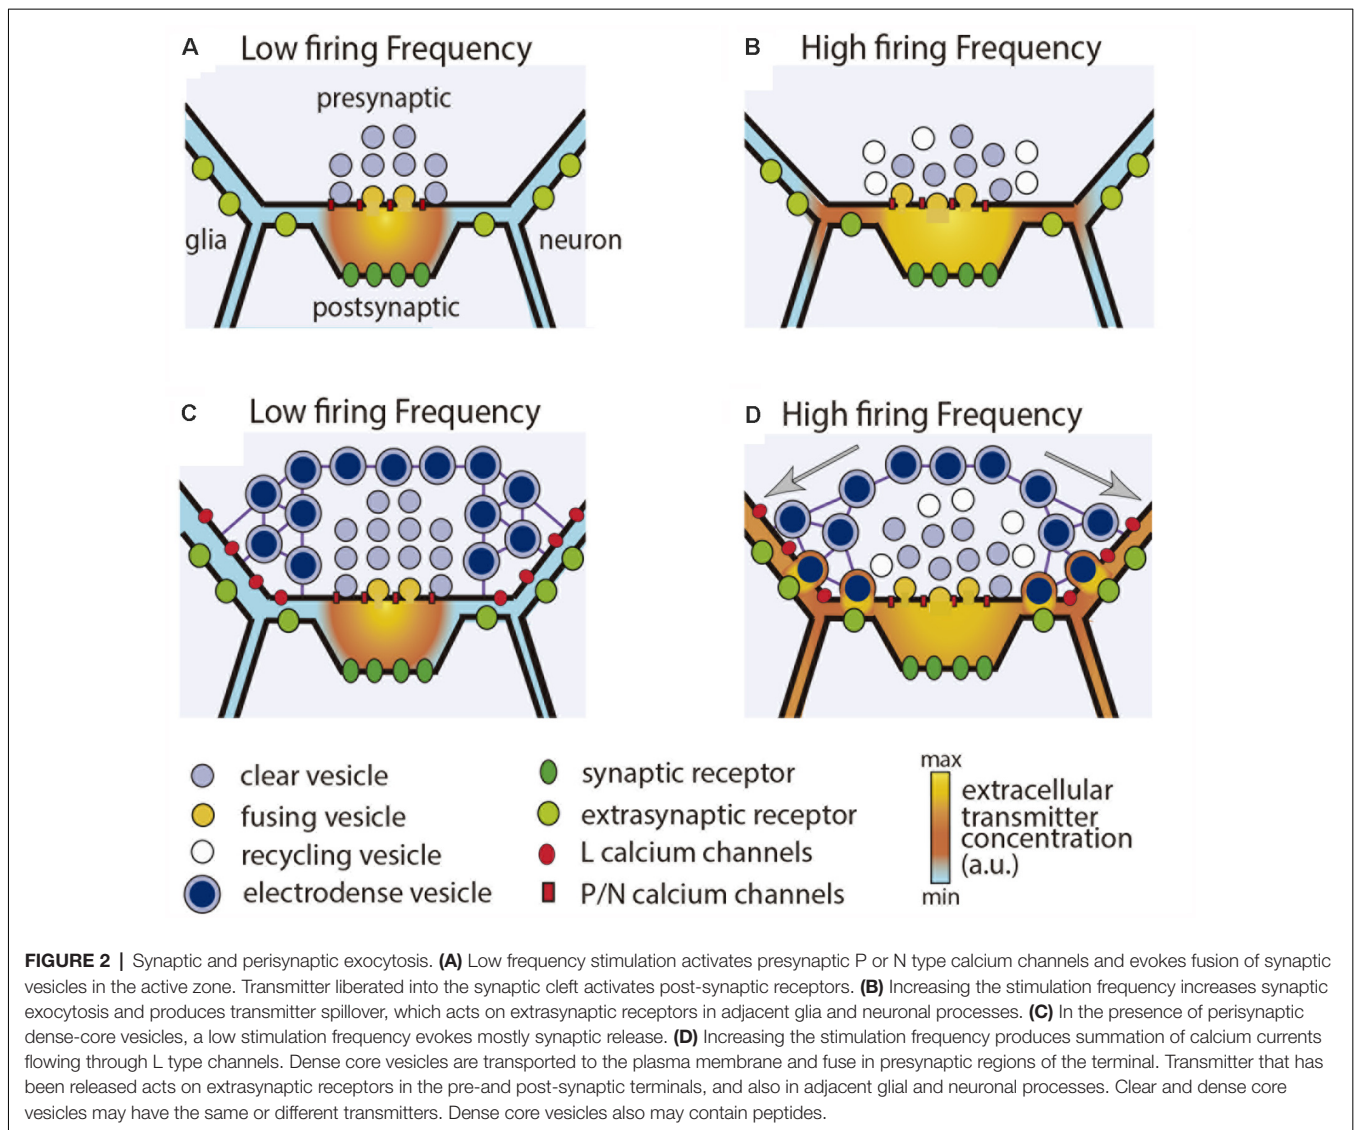 A Low firing Frequency
B High firing Frequency
presynaptic
glia
neuron
postsynaptic
C Low firing Frequency
D High firing Frequency
clear vesicle
fusing vesicle
recycling vesicle
electrodense vesicle
synaptic receptor
extrasynaptic receptor
L calcium channels
P/N calcium channels
max
extracellular
transmitter
concentration
(a.u.)
min
FIGURE 2 | Synaptic and perisynaptic exocytosis. (A) Low frequency stimulation activates presynaptic P or N type calcium channels and evokes fusion of synaptic
vesicles in the active zone. Transmitter liberated into the synaptic cleft activates post-synaptic receptors. (B) Increasing the stimulation frequency increases synaptic
exocytosis and produces transmitter spillover, which acts on extrasynaptic receptors in adjacent glia and neuronal processes. (C) In the presence of perisynaptic
dense-core vesicles, a low stimulation frequency evokes mostly synaptic release. (D) Increasing the stimulation frequency produces summation of calcium currents
flowing through L type channels. Dense core vesicles are transported to the plasma membrane and fuse in presynaptic regions of the terminal. Transmitter that has
been released acts on extrasynaptic receptors in the pre-and post-synaptic terminals, and also in adjacent glial and neuronal processes. Clear and dense core
vesicles may have the same or different transmitters. Dense core vesicles also may contain peptides.